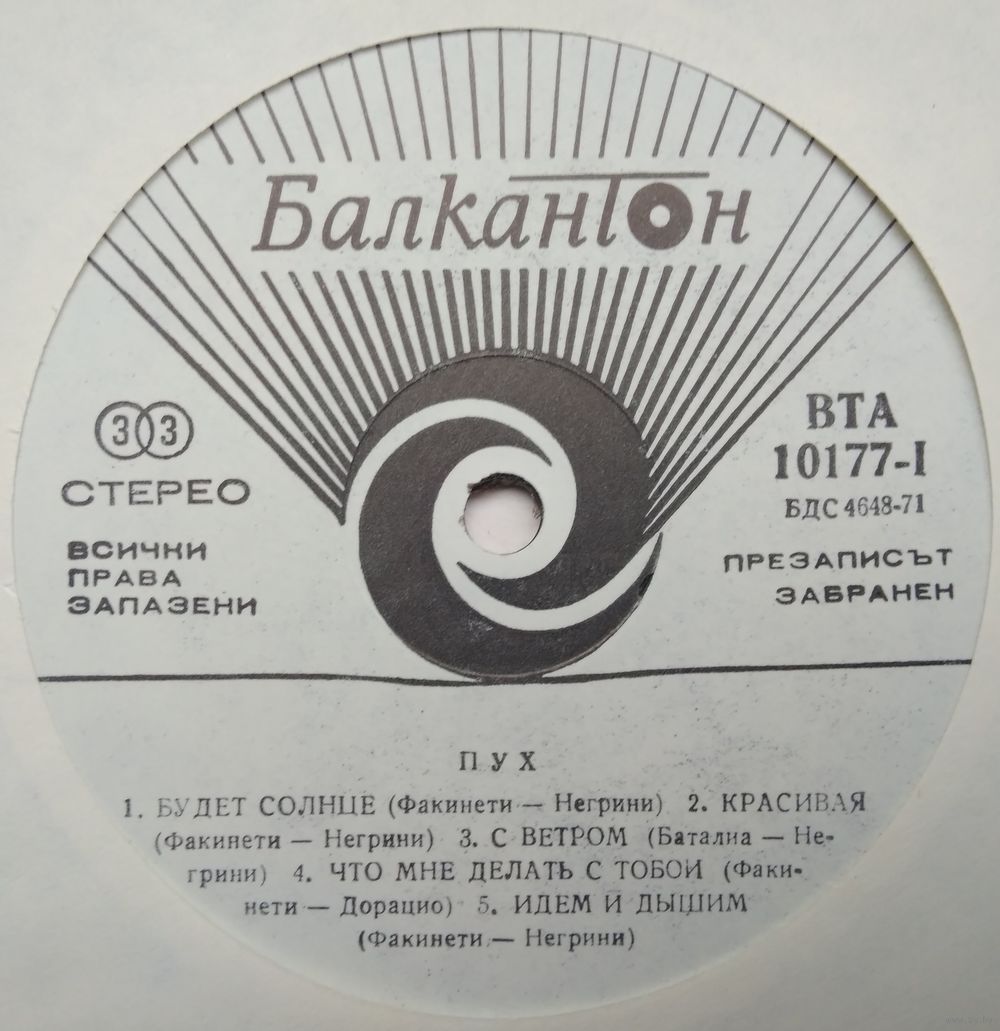 Балкантон
33
СТЕРЕО
ВСИЧКИ
ПРАВА
ЗАПАЗЕНИ
ВТА
10177-I
БДС 4648-71
ПРЕЗАПИСЪТ
ЗАБРАНЕН
ПУХ
1. БУДЕТ СОЛНЦЕ (Факинети — Негрини) 2. КРАСИВАЯ
(Факинети — Негрини) 3. С ВЕТРОМ (Баталиа — Не-
грини) 4. ЧТО МНЕ ДЕЛАТЬ С ТОБОИ (Факи-
нети — Дорацио) 5. ИДЕМ И ДЫШИМ
(Факинети — Негрини)